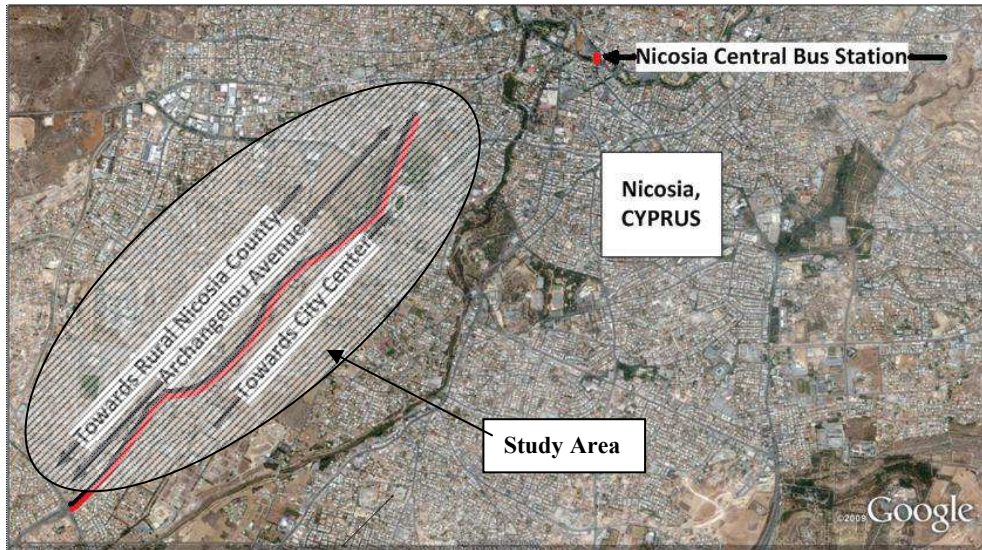 Nicosia Central Bus Station
Nicosia,
CYPRUS
Towards Rural Nicosia County
Archangelou Avenue
Towards City Center
Study Area
©2009 Google